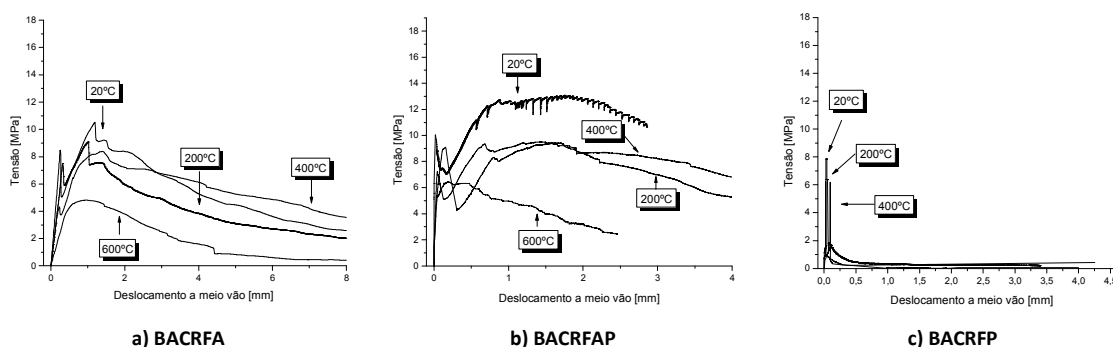 18
16
14
12
10
8
6
4
2
0
Tensão [MPa]
20ºC
200ºC
400ºC
600ºC
0 2 4 6 8
Deslocamento a meio vão [mm]
a) BACRFA
18
16
14
12
10
8
6
4
2
0
Tensão [MPa]
20ºC
400ºC
200ºC
600ºC
0 1 2 3 4
Deslocamento a meio vão [mm]
b) BACRFAP
18
16
14
12
10
8
6
4
2
0
Tensão [MPa]
20ºC
200ºC
400ºC
0,0 0,5 1,0 1,5 2,0 2,5 3,0 3,5 4,0 4,5
Deslocamento a meio vão [mm]
c) BACRFP